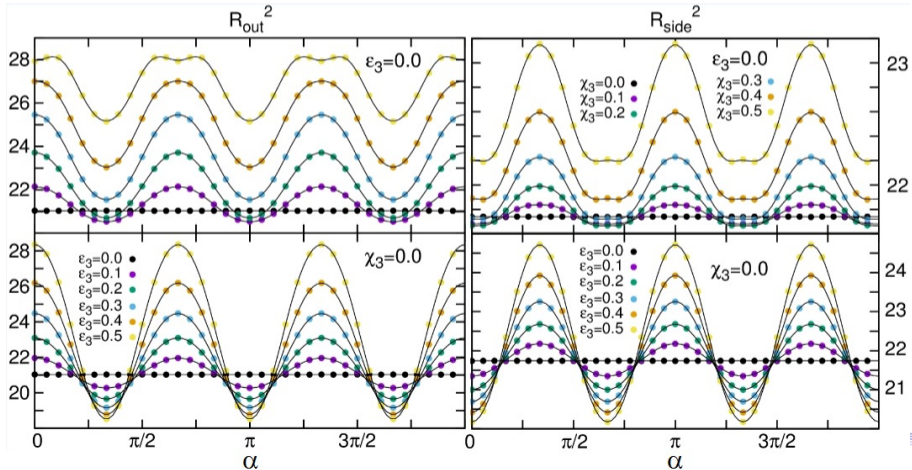 R_out²
R_side²
28
26
24
22
ε₃=0.0
χ₃=0.0
χ₃=0.1
χ₃=0.2
ε₃=0.0
χ₃=0.3
χ₃=0.4
χ₃=0.5
23
22
28
26
24
22
20
ε₃=0.0
ε₃=0.1
ε₃=0.2
ε₃=0.3
ε₃=0.4
ε₃=0.5
χ₃=0.0
ε₃=0.0
ε₃=0.1
ε₃=0.2
ε₃=0.3
ε₃=0.4
ε₃=0.5
χ₃=0.0
24
23
22
21
0 π/2 π 3π/2
0 π/2 π 3π/2
α
α